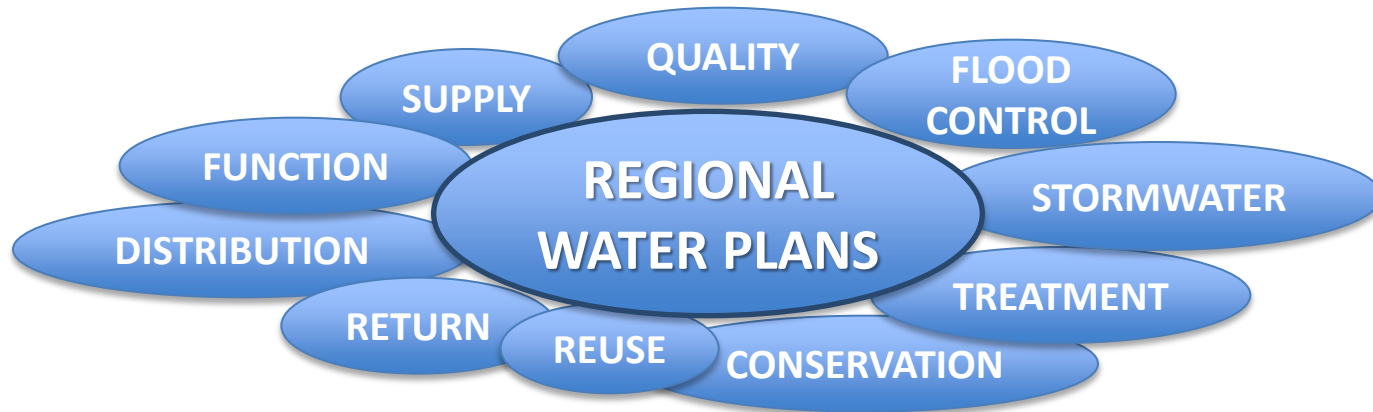 QUALITY
FLOOD
CONTROL
SUPPLY
FUNCTION
REGIONAL
WATER PLANS
STORMWATER
DISTRIBUTION
TREATMENT
RETURN
REUSE
CONSERVATION